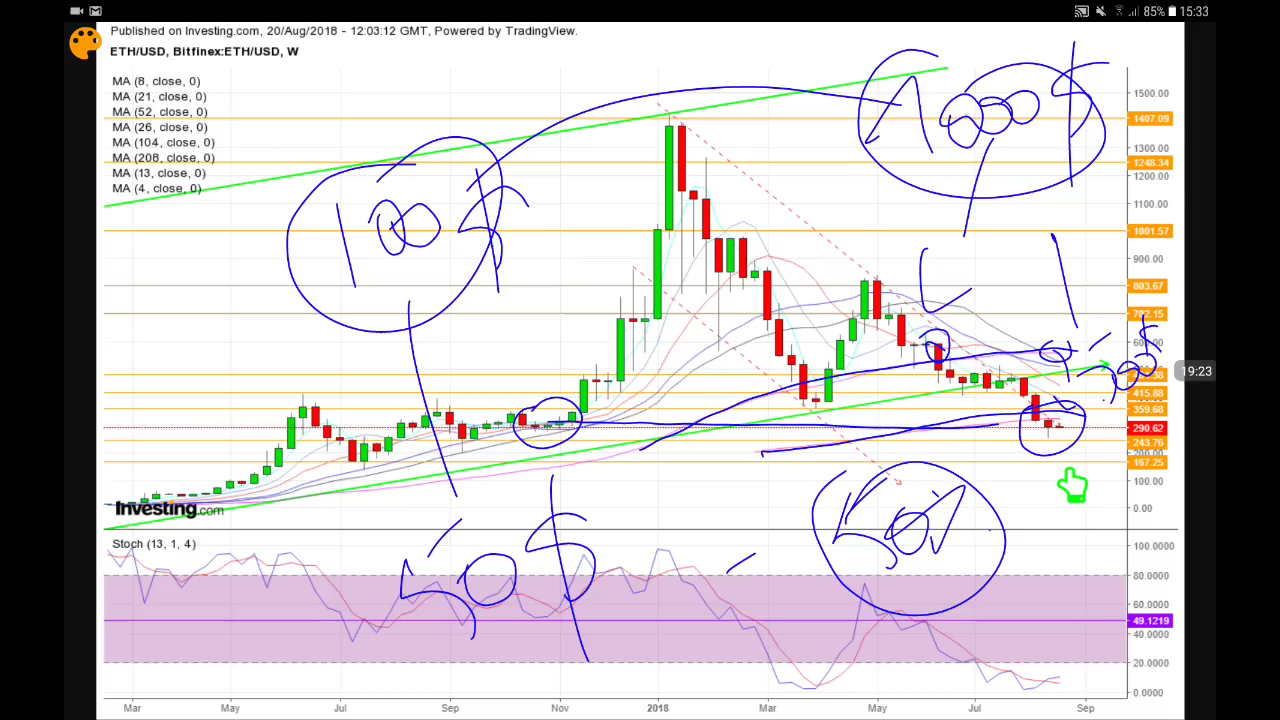 85% 15:33
Published on Investing.com, 20/Aug/2018 - 12:03:12 GMT, Powered by TradingView.
ETH/USD, Bitfinex:ETH/USD, W
MA (8, close, 0)
MA (21, close, 0)
MA (52, close, 0)
MA (26, close, 0)
MA (104, close, 0)
MA (208, close, 0)
MA (13, close, 0)
MA (4, close, 0)
1500.00
1407.09
1300.00
1248.34
1200.00
1100.00
1001.57
900.00
803.67
702.15
19:23
415.88
359.66
290.62
243.76
167.25
100.00
0.00
1000$
100$
50$
Investing.com
Stoch (13, 1, 4)
100.0000
80.0000
60.0000
49.1219
40.0000
20.0000
0.0000
Mar May Jul Sep Nov 2018 Mar May Jul Sep